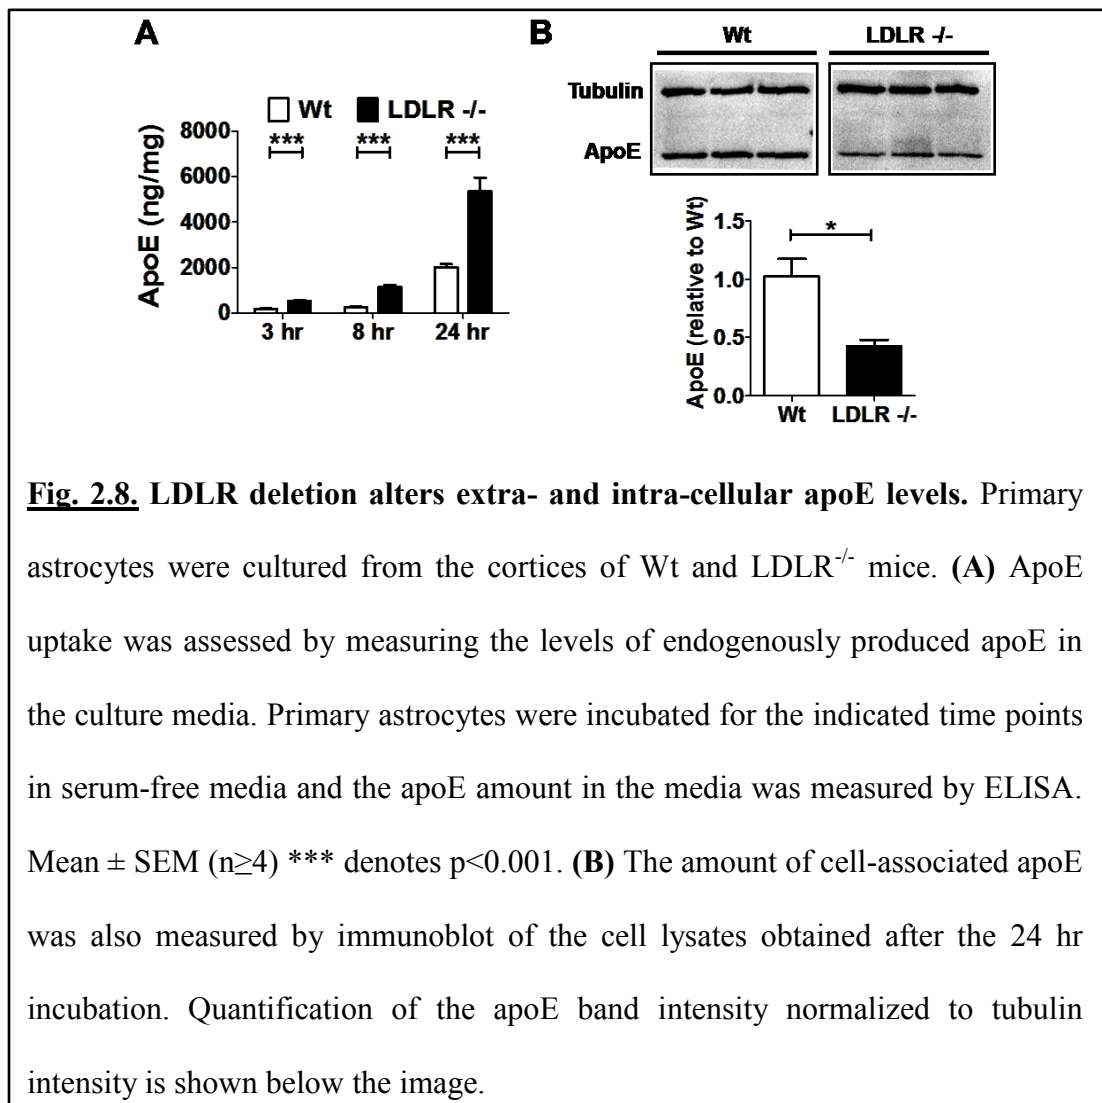 A
Wt LDLR -/-
*** *** ***
8000
6000
4000
2000
0
ApoE (ng/mg)
3 hr 8 hr 24 hr
B
Wt LDLR -/-
Tubulin
ApoE
1.5
1.0
0.5
0.0
ApoE (relative to Wt)
*
Wt LDLR -/-
Fig. 2.8. LDLR deletion alters extra- and intra-cellular apoE levels. Primary
astrocytes were cultured from the cortices of Wt and LDLR-/- mice. (A) ApoE
uptake was assessed by measuring the levels of endogenously produced apoE in
the culture media. Primary astrocytes were incubated for the indicated time points
in serum-free media and the apoE amount in the media was measured by ELISA.
Mean ± SEM (n≥4) *** denotes p<0.001. (B) The amount of cell-associated apoE
was also measured by immunoblot of the cell lysates obtained after the 24 hr
incubation. Quantification of the apoE band intensity normalized to tubulin
intensity is shown below the image.